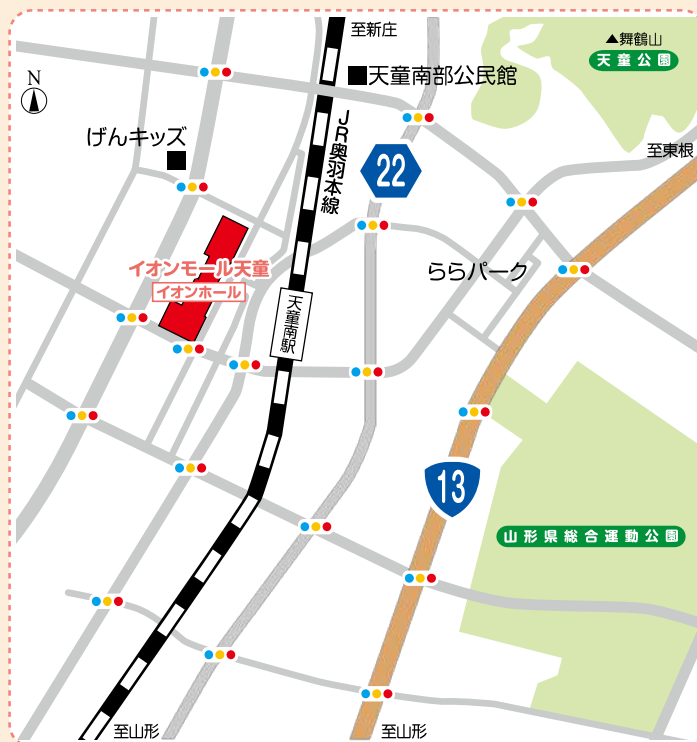 至新庄
▲舞鶴山
天童公園
N
天童南部公民館
げんキッズ
JR奥羽本線
22
至東根
イオンモール天童
イオンホール
ららパーク
天童南駅
13
山形県総合運動公園
至山形
至山形